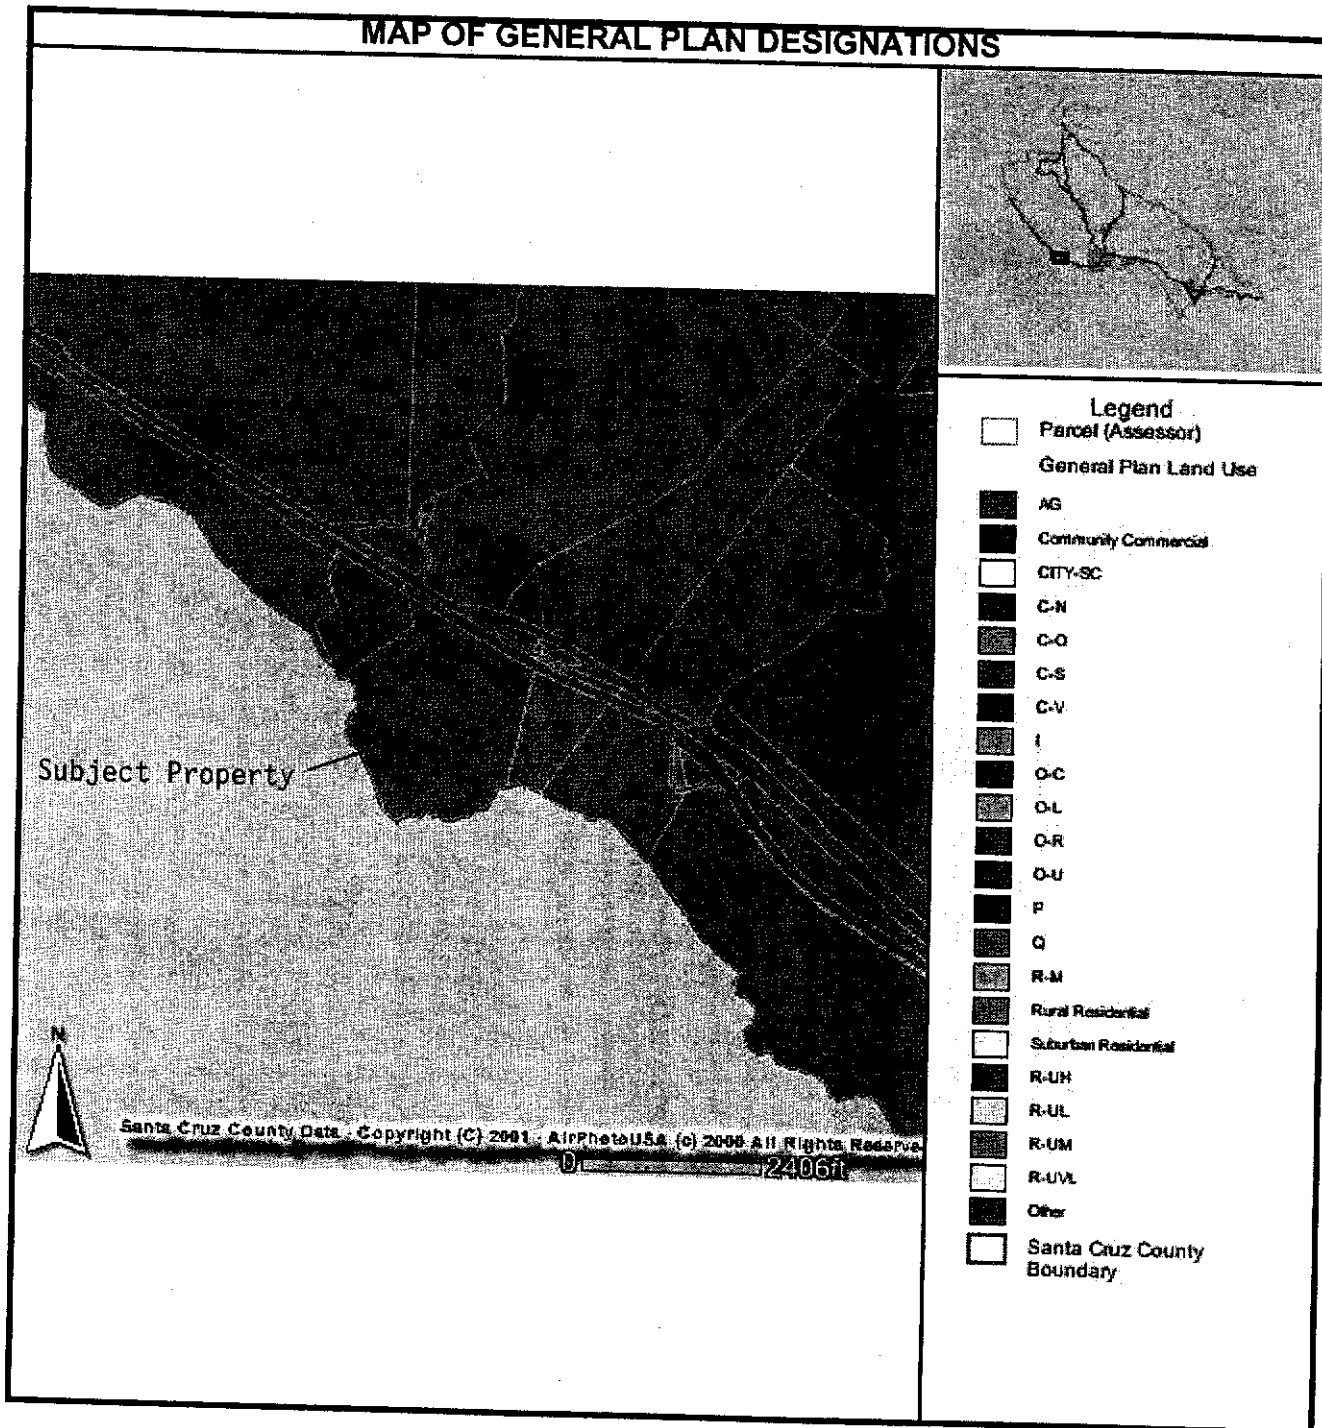 MAP OF GENERAL PLAN DESIGNATIONS
Subject Property
N
Santa Cruz County Data - Copyright (C) 2001 - AirPhotoUSA (c) 2000 All Rights Reserve
0 2406ft
Legend
Parcel (Assessor)
General Plan Land Use
AG
Community Commercial
CITY-SC
C-N
C-O
C-S
C-V
I
O-C
O-L
O-R
O-U
P
Q
R-M
Rural Residential
Suburban Residential
R-UH
R-UL
R-UM
R-UVL
Other
Santa Cruz County
Boundary